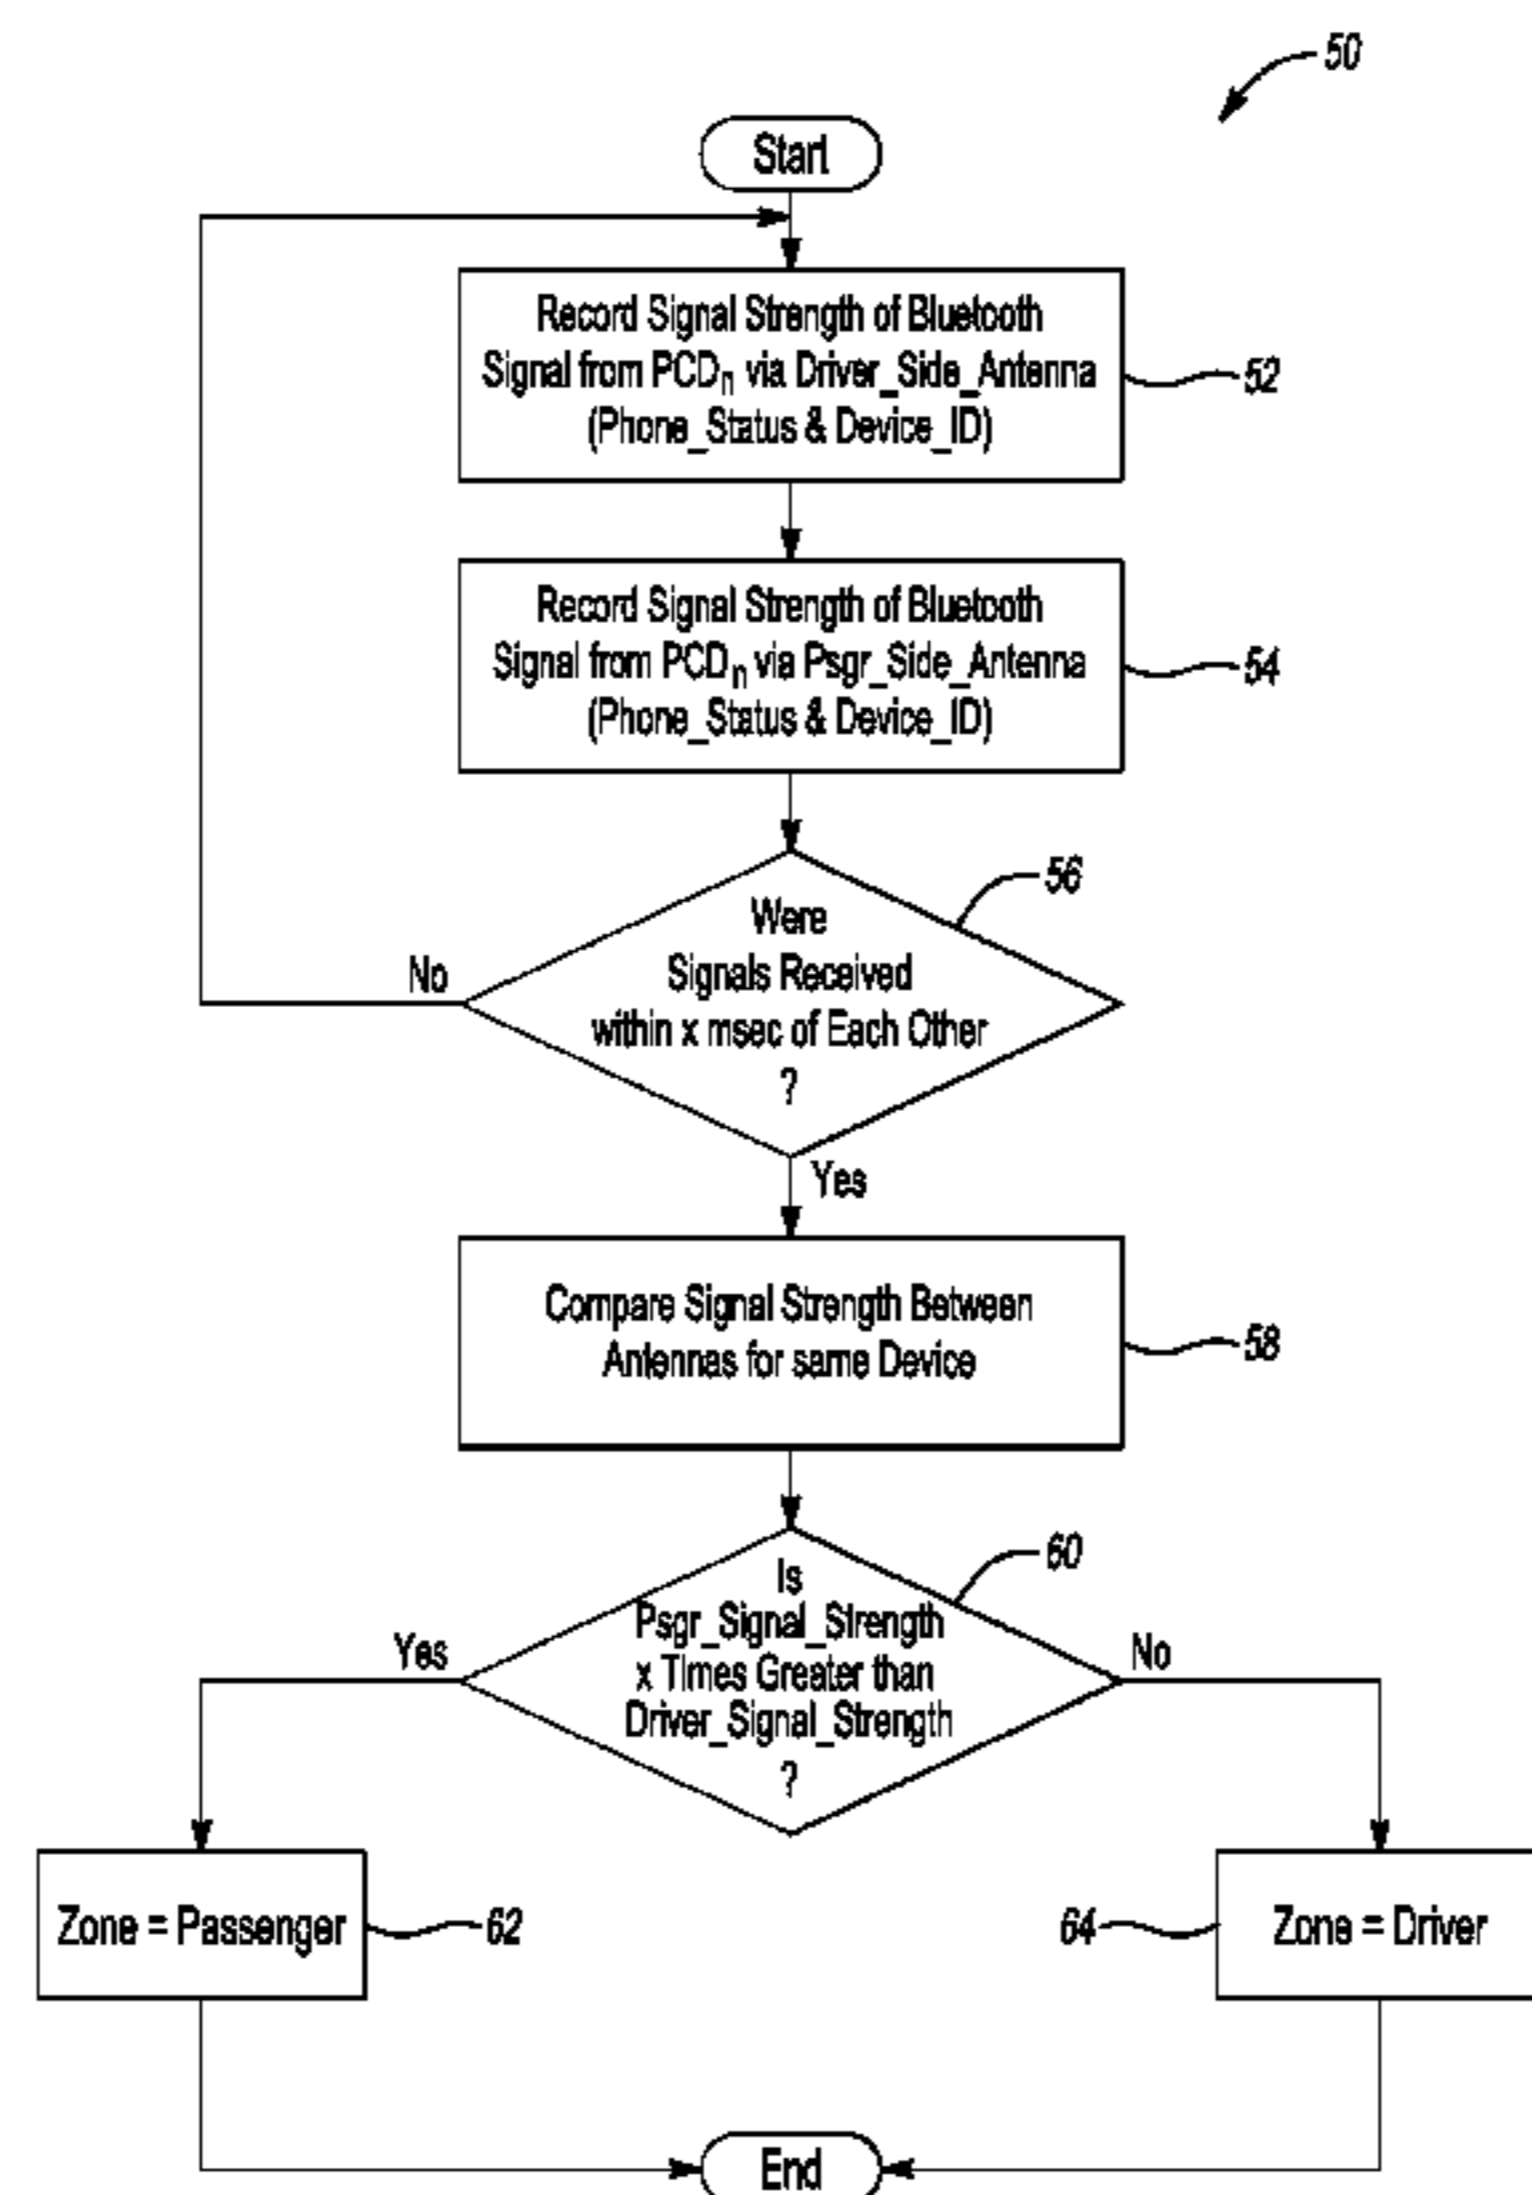 50
Start
Record Signal Strength of Bluetooth
Signal from PCDn via Driver_Side_Antenna
(Phone_Status & Device_ID)
52
Record Signal Strength of Bluetooth
Signal from PCDn via Psgr_Side_Antenna
(Phone_Status & Device_ID)
54
56
Were
Signals Received
within x msec of Each Other
?
No
Yes
Compare Signal Strength Between
Antennas for same Device
58
60
Is
Psgr_Signal_Strength
x Times Greater than
Driver_Signal_Strength
?
Yes
No
Zone = Passenger
62
64
Zone = Driver
End